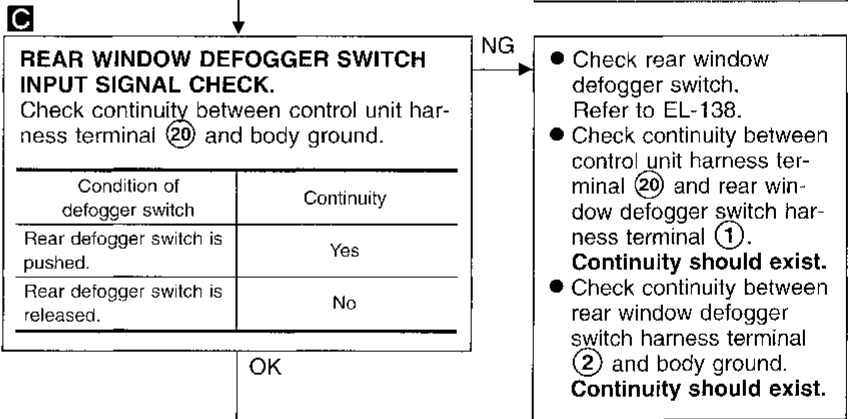 C
REAR WINDOW DEFOGGER SWITCH
INPUT SIGNAL CHECK.
Check continuity between control unit har-
ness terminal ⑳ and body ground.
Condition of
defogger switch
Continuity
Rear defogger switch is
pushed.
Yes
Rear defogger switch is
released.
No
OK
NG
● Check rear window
defogger switch.
Refer to EL-138.
● Check continuity between
control unit harness ter-
minal ⑳ and rear win-
dow defogger switch har-
ness terminal ①.
Continuity should exist.
● Check continuity between
rear window defogger
switch harness terminal
② and body ground.
Continuity should exist.